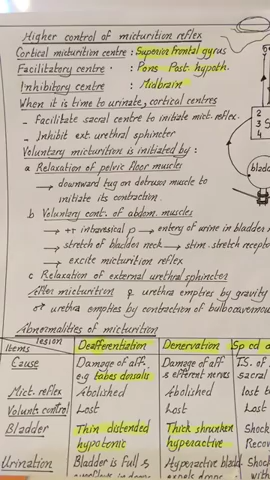 Higher control of micturition reflex
Cortical micturition centre : Superior frontal gyrus
Facilitatory centre : Pons Post. hypoth.
Inhibitory centre : Midbrain
When it is time to urinate, cortical centres
- Facilitate sacral centre to initiate mict. reflex.
- Inhibit ext. urethral sphincter
Voluntary micturition is initiated by:
a Relaxation of pelvic floor muscles
→ downward tug on detrusor muscle to
initiate its contraction.
b Voluntary cont. of abdom. muscles
→ ++ intravesical p → entery of urine in bladder n
→ stretch of bladder neck → stim. stretch recepto
→ excite micturition reflex
c Relaxation of external urethral sphincter
After micturition ♀ urethra empties by gravity
♂ urethra empties by contraction of bulbocavernou
Abnormalities of micturition
Items lesion Deafferentiation Denervation Sp cd
Cause Damage of aff. Damage of aff T.S. of
e.g tabes dorsalis & efferent nerves sacral
Mict. reflex Abolished Abolished lost t
Volunt. control Lost Lost Lost
Bladder Thin distended Thick shrunken Shock
hypotonic hyperactive Recov
Urination Bladder is full & Hyperactive bladd- Shock
2
3
4
S
bladd